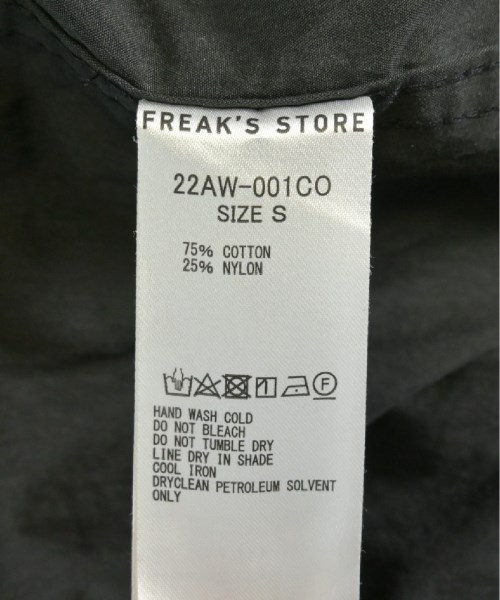 FREAK'S STORE
22AW-001CO
SIZE S
75% COTTON
25% NYLON
F
HAND WASH COLD
DO NOT BLEACH
DO NOT TUMBLE DRY
LINE DRY IN SHADE
COOL IRON
DRYCLEAN PETROLEUM SOLVENT
ONLY